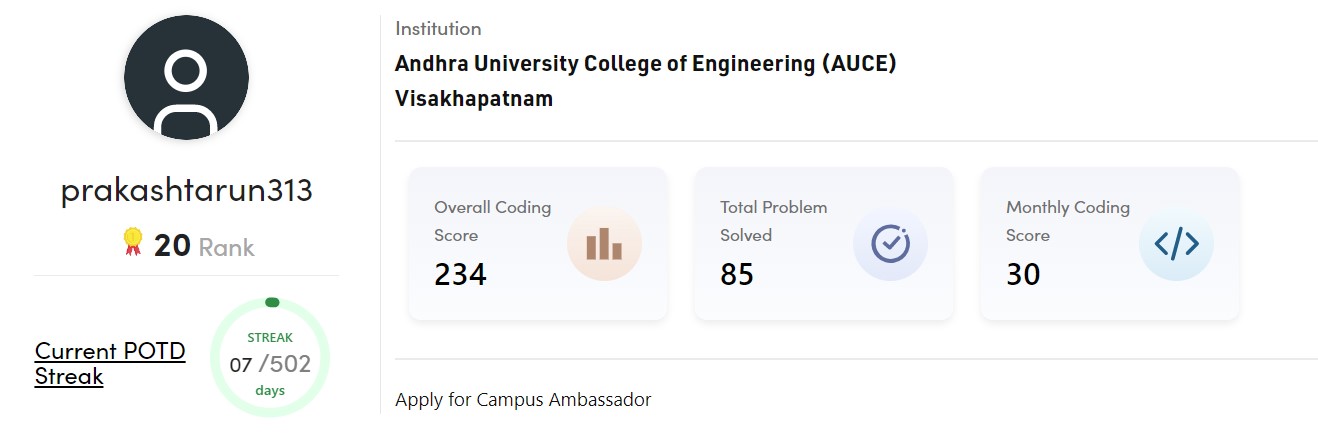 prakashtarun313
20 Rank
Current POTD
Streak
STREAK
07 /502
days
Institution
Andhra University College of Engineering (AUCE)
Visakhapatnam
Overall Coding
Score
234
Total Problem
Solved
85
Monthly Coding
Score
30
Apply for Campus Ambassador